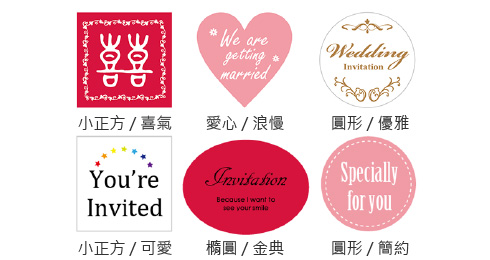 囍
We are
getting
married
Wedding
Invitation
小正方 / 喜氣
愛心 / 浪慢
圓形 / 優雅
You're
Invited
Invitation
Because I want to
see your smile
Specially
for you
小正方 / 可愛
橢圓 / 金典
圓形 / 簡約